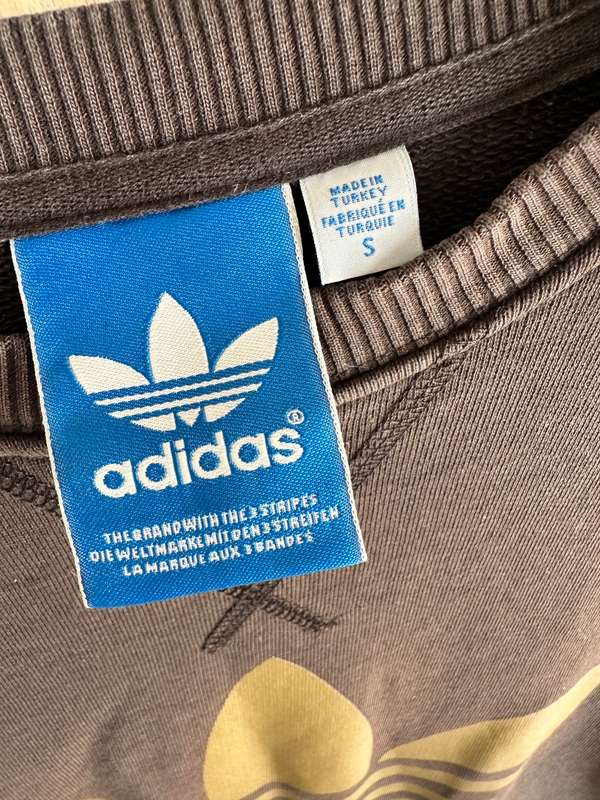 MADE IN
TURKEY
FABRIQUÉ EN
TURQUIE
S
adidas®
THE BRAND WITH THE 3 STRIPES
DIE WELTMARKE MIT DEN 3 STREIFEN
LA MARQUE AUX 3 BANDES